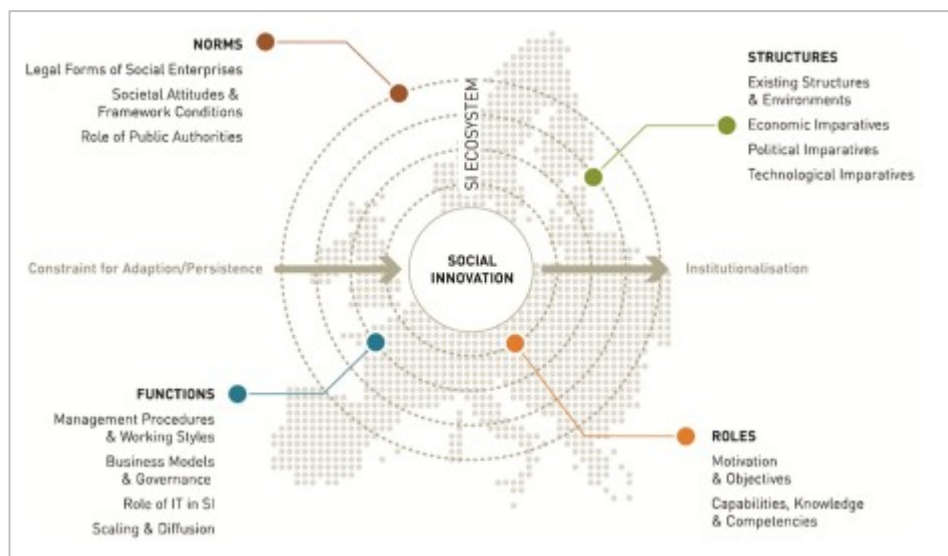 NORMS
Legal Forms of Social Enterprises
Societal Attitudes &
Framework Conditions
Role of Public Authorities
STRUCTURES
Existing Structures
& Environments
Economic Imparatives
Political Imparatives
Technological Imparatives
SI ECOSYSTEM
Constraint for Adaption/Persistence
SOCIAL
INNOVATION
Institutionalisation
FUNCTIONS
Management Procedures
& Working Styles
Business Models
& Governance
Role of IT in SI
Scaling & Diffusion
ROLES
Motivation
& Objectives
Capabilities, Knowledge
& Competencies